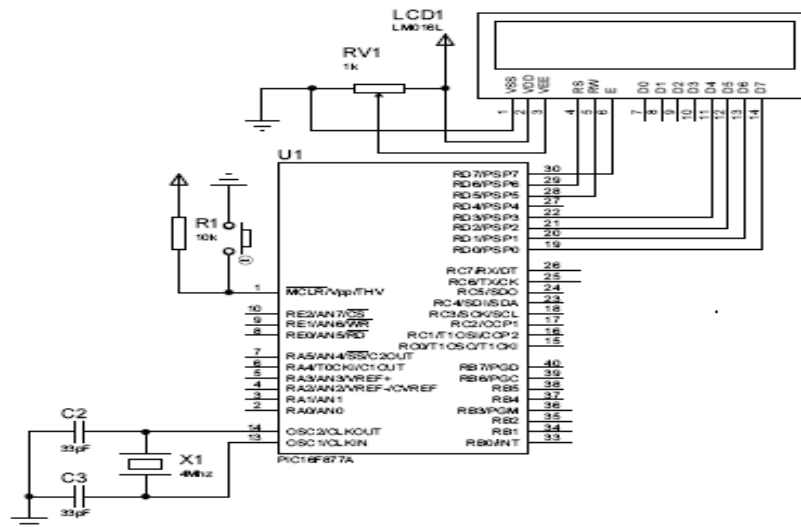 LCD1
LM016L
RV1
1k
VSS
VDD
VEE
RS
RW
E
D0
D1
D2
D3
D4
D5
D6
D7
1
2
3
4
5
6
7
8
9
10
11
12
13
14
U1
R1
10k
1 MCLR/Vpp/THV
10 RE2/AN7/CS
9 RE1/AN6/WR
8 RE0/AN5/RD
7 RA5/AN4/SS/C2OUT
6 RA4/T0CKI/C1OUT
5 RA3/AN3/VREF+
4 RA2/AN2/VREF-/CVREF
3 RA1/AN1
2 RA0/AN0
14 OSC2/CLKOUT
13 OSC1/CLKIN
RD7/PSP7 30
RD6/PSP6 29
RD5/PSP5 28
RD4/PSP4 27
RD3/PSP3 22
RD2/PSP2 21
RD1/PSP1 20
RD0/PSP0 19
RC7/RX/DT 26
RC6/TX/CK 25
RC5/SDO 24
RC4/SDI/SDA 23
RC3/SCK/SCL 18
RC2/CCP1 17
RC1/T1OSI/CCP2 16
RC0/T1OSO/T1CKI 15
RB7/PGD 40
RB6/PGC 39
RB5 38
RB4 37
RB3/PGM 36
RB2 35
RB1 34
RB0/INT 33
PIC16F877A
C2
33pF
X1
4Mhz
C3
33pF